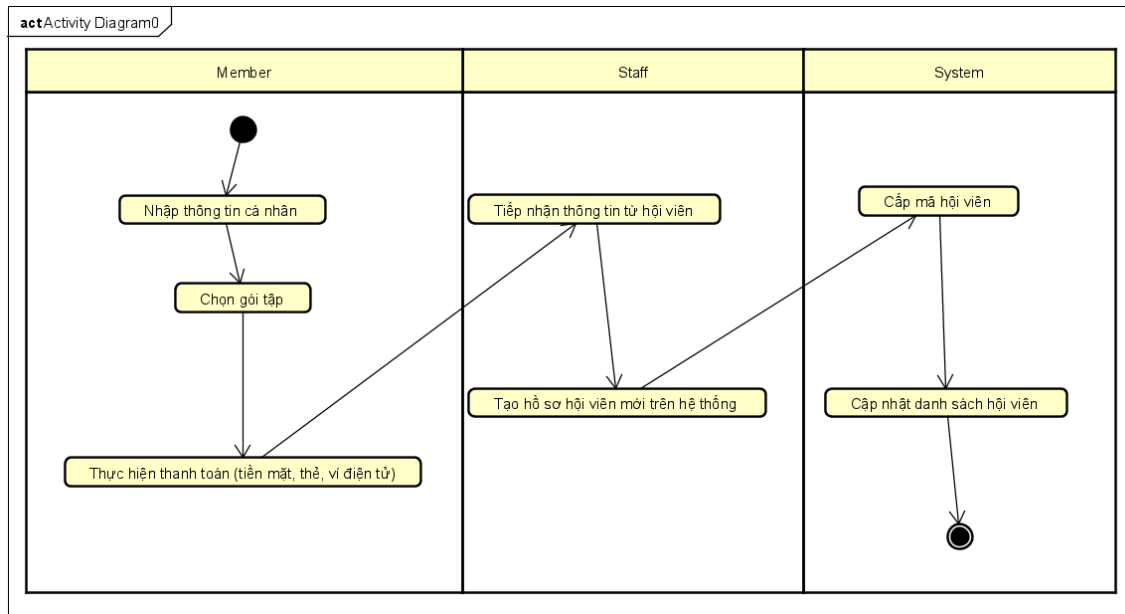 act Activity Diagram0
Member
Staff
System
Nhập thông tin cá nhân
Chọn gói tập
Thực hiện thanh toán (tiền mặt, thẻ, ví điện tử)
Tiếp nhận thông tin từ hội viên
Tạo hồ sơ hội viên mới trên hệ thống
Cấp mã hội viên
Cập nhật danh sách hội viên